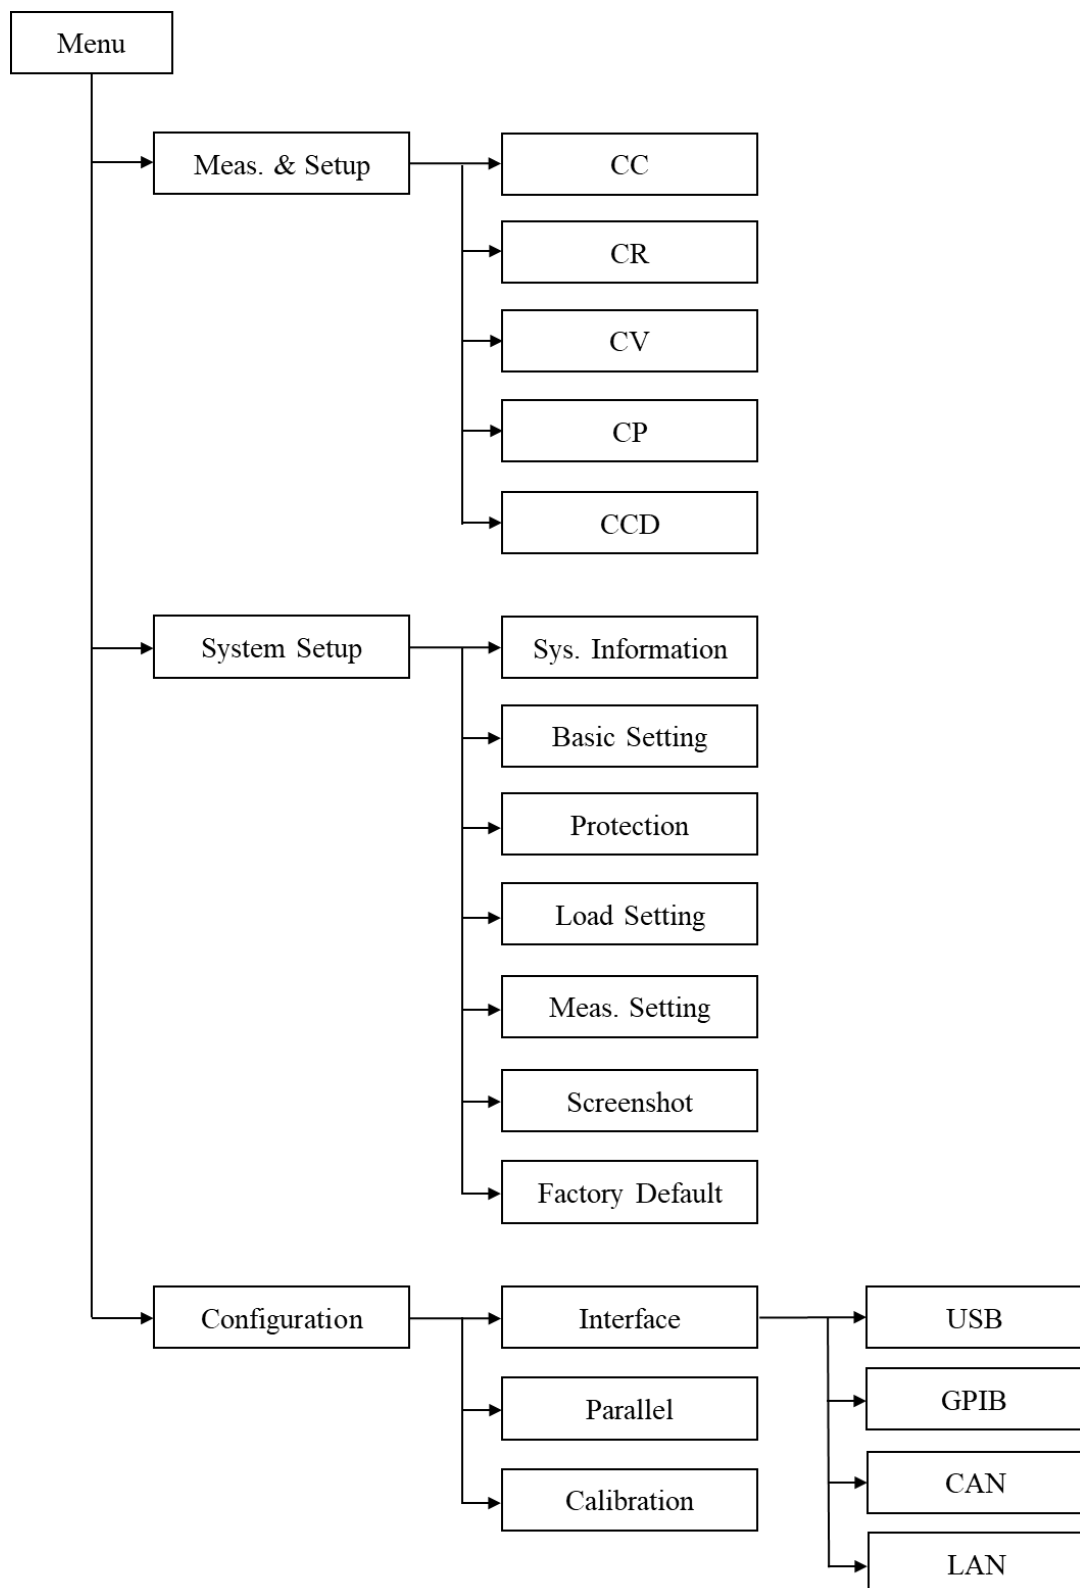 Menu
Meas. & Setup
CC
CR
CV
CP
CCD
System Setup
Sys. Information
Basic Setting
Protection
Load Setting
Meas. Setting
Screenshot
Factory Default
Configuration
Interface
USB
GPIB
Parallel
CAN
Calibration
LAN